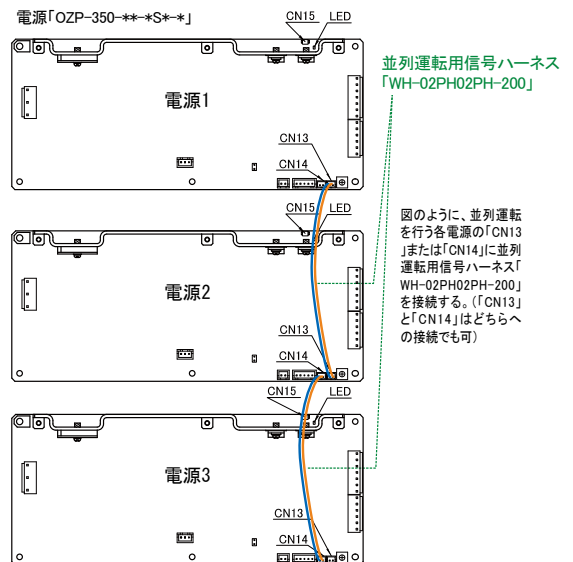 電源「OZP-350-**-*S*-*」
CN15 LED
電源1
CN13
CN14
並列運転用信号ハーネス
「WH-02PH02PH-200」
CN15 LED
電源2
CN13
CN14
図のように、並列運転
を行う各電源の「CN13
」または「CN14」に並列
運転用信号ハーネス「
WH-02PH02PH-200」
を接続する。(「CN13」
と「CN14」はどちらへ
の接続でも可)
CN15 LED
電源3
CN13
CN14